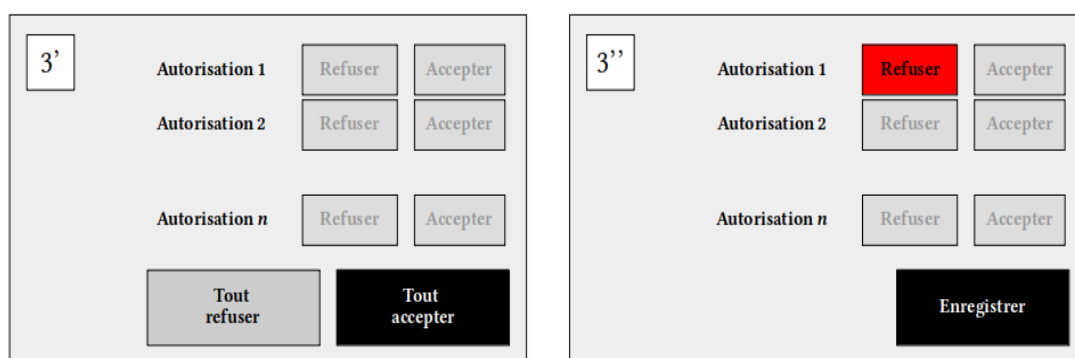 3’
Autorisation 1 Refuser Accepter
Autorisation 2 Refuser Accepter
Autorisation n Refuser Accepter
Tout refuser
Tout accepter
3’’
Autorisation 1 Refuser Accepter
Autorisation 2 Refuser Accepter
Autorisation n Refuser Accepter
Enregistrer